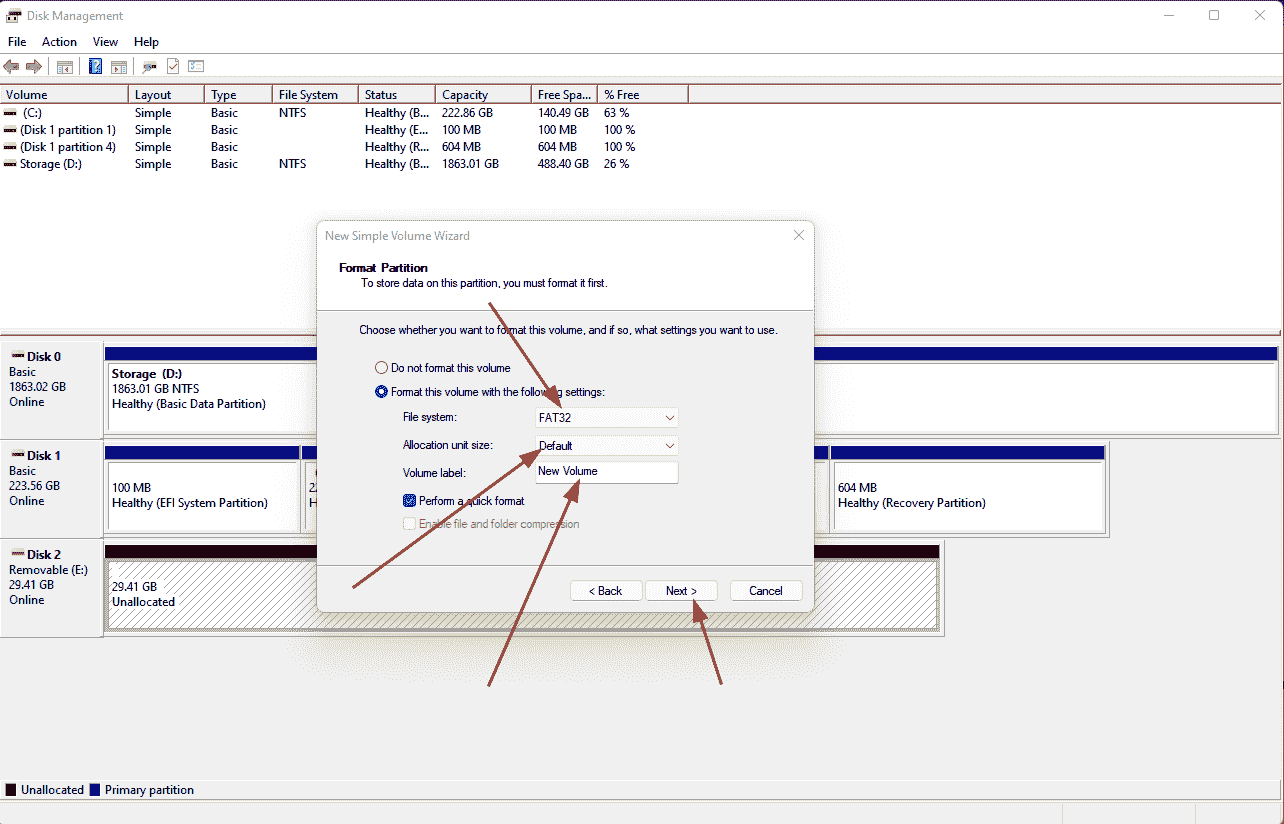 Disk Management
File Action View Help
Volume Layout Type File System Status Capacity Free Spa... % Free
(C:) Simple Basic NTFS Healthy (B... 222.86 GB 140.49 GB 63 %
(Disk 1 partition 1) Simple Basic Healthy (E... 100 MB 100 MB 100 %
(Disk 1 partition 4) Simple Basic Healthy (R... 604 MB 604 MB 100 %
Storage (D:) Simple Basic NTFS Healthy (B... 1863.01 GB 488.40 GB 26 %
New Simple Volume Wizard
Format Partition
To store data on this partition, you must format it first.
Choose whether you want to format this volume, and if so, what settings you want to use.
Do not format this volume
Format this volume with the following settings:
File system: FAT32
Allocation unit size: Default
Volume label: New Volume
Perform a quick format
Enable file and folder compression
< Back Next > Cancel
Disk 0
Basic
1863.02 GB
Online
Storage (D:)
1863.01 GB NTFS
Healthy (Basic Data Partition)
Disk 1
Basic
223.56 GB
Online
100 MB
Healthy (EFI System Partition)
604 MB
Healthy (Recovery Partition)
Disk 2
Removable (E:)
29.41 GB
Online
29.41 GB
Unallocated
Unallocated Primary partition